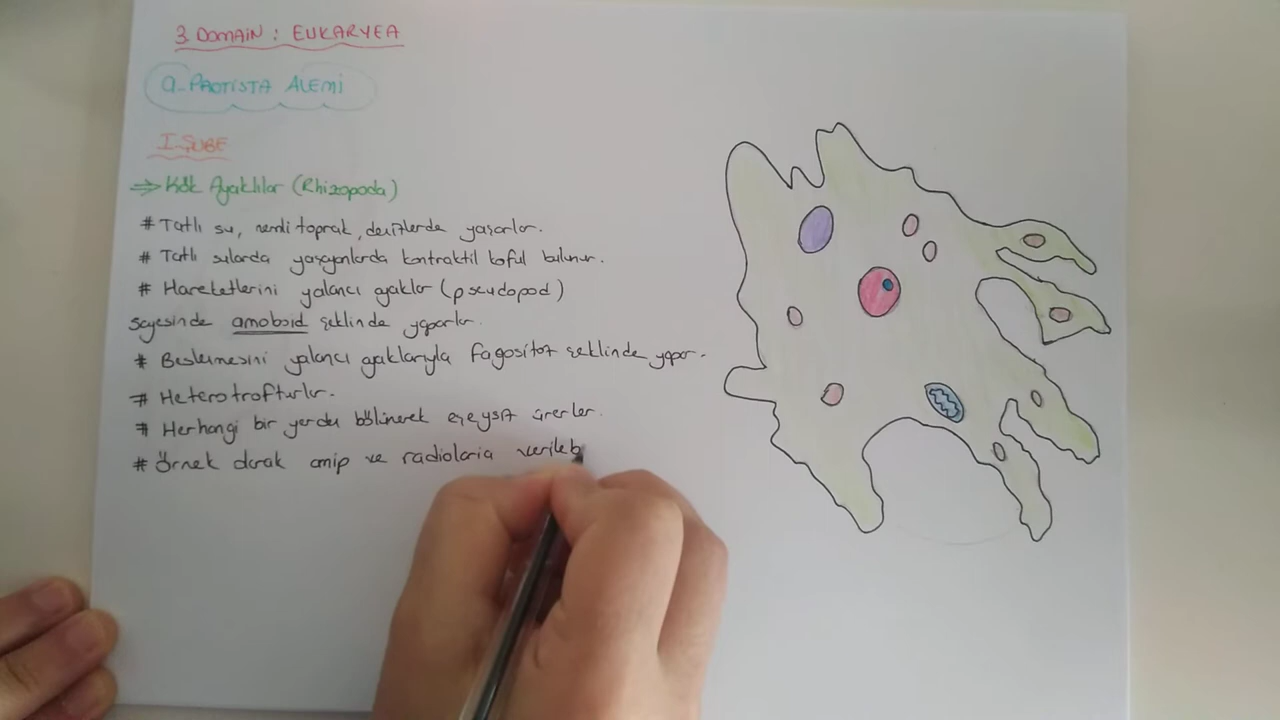 3. DOMAIN : EUKARYEA
a- PROTİSTA ALEMİ
I. ŞUBE
⇒ Kök Ayaklılar (Rhizopoda)
# Tatlı su, nemli toprak, denizlerde yaşarlar.
# Tatlı sularda yaşayanlarda kontraktil koful bulunur.
# Hareketlerini yalancı ayaklar (pseudopod)
sayesinde amoboid şeklinde yaparlar.
# Beslenmesini yalancı ayaklarıyla fagositoz şeklinde yapar.
# Heterotrofturlar.
# Herhangi bir yerden bölünerek eşeysiz ürerler.
# Örnek olarak amip ve radiolaria verileb